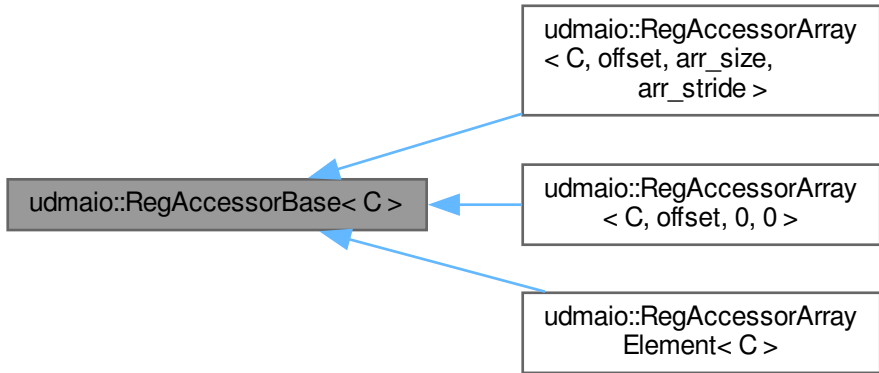 udmaio::RegAccessorArray
< C, offset, arr_size,
arr_stride >
udmaio::RegAccessorBase< C >
udmaio::RegAccessorArray
< C, offset, 0, 0 >
udmaio::RegAccessorArray
Element< C >